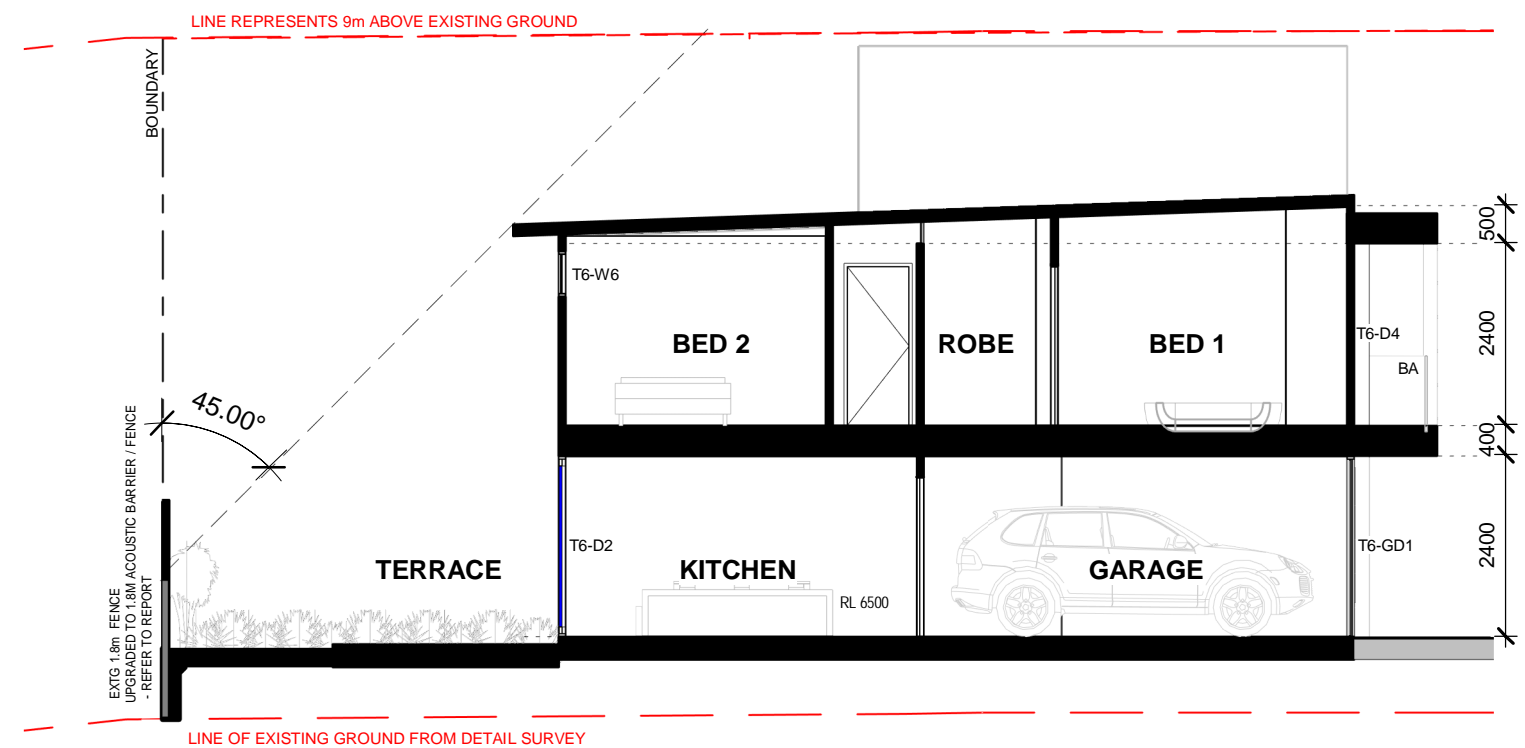 LINE REPRESENTS 9m ABOVE EXISTING GROUND
BOUNDARY
500
T6-W6
BED 2
ROBE
BED 1
T6-D4
2400
BA
45.00°
400
EXTG 1.8m FENCE
UPGRADED TO 1.8M ACOUSTIC BARRIER / FENCE
- REFER TO REPORT
T6-D2
T6-GD1
2400
TERRACE
KITCHEN
GARAGE
RL 6500
LINE OF EXISTING GROUND FROM DETAIL SURVEY